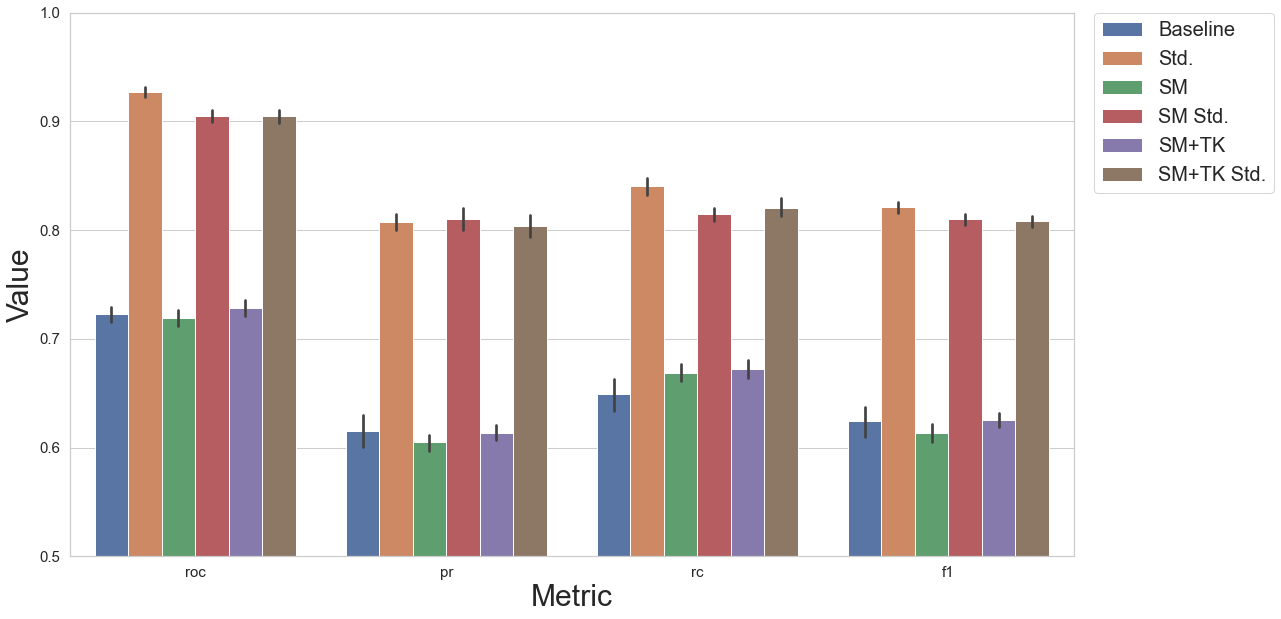 1.0
0.9
0.8
0.7
0.6
0.5
Value
roc
pr
rc
f1
Metric
Baseline
Std.
SM
SM Std.
SM+TK
SM+TK Std.